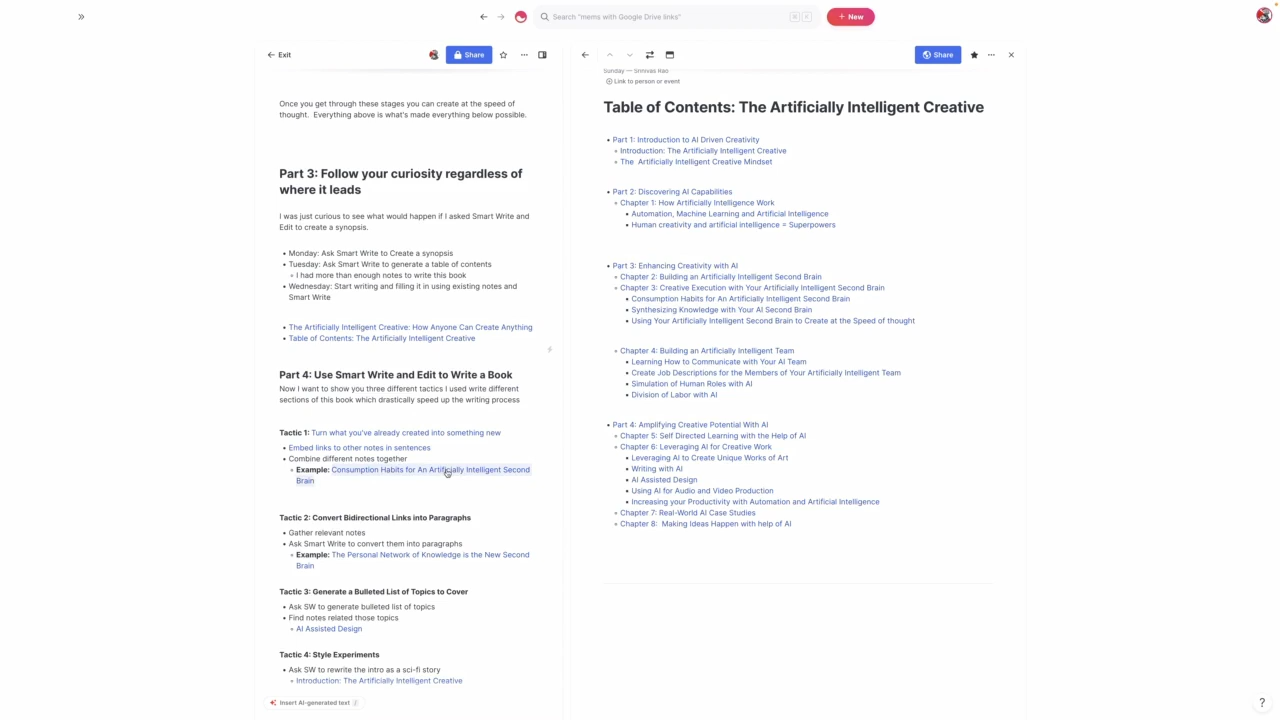 Search "mems with Google Drive links"
⌘ K
+ New
Exit
Share
Once you get through these stages you can create at the speed of
thought. Everything above is what's made everything below possible.
Part 3: Follow your curiosity regardless of
where it leads
I was just curious to see what would happen if I asked Smart Write and
Edit to create a synopsis.
• Monday: Ask Smart Write to Create a synopsis
• Tuesday: Ask Smart Write to generate a table of contents
I had more than enough notes to write this book
• Wednesday: Start writing and filling it in using existing notes and
Smart Write
• The Artificially Intelligent Creative: How Anyone Can Create Anything
• Table of Contents: The Artificially Intelligent Creative
Part 4: Use Smart Write and Edit to Write a Book
Now I want to show you three different tactics I used write different
sections of this book which drastically speed up the writing process
Tactic 1: Turn what you've already created into something new
• Embed links to other notes in sentences
• Combine different notes together
Example: Consumption Habits for An Artificially Intelligent Second
Brain
Tactic 2: Convert Bidirectional Links into Paragraphs
• Gather relevant notes
• Ask Smart Write to convert them into paragraphs
Example: The Personal Network of Knowledge is the New Second
Brain
Tactic 3: Generate a Bulleted List of Topics to Cover
• Ask SW to generate bulleted list of topics
• Find notes related those topics
AI Assisted Design
Tactic 4: Style Experiments
• Ask SW to rewrite the intro as a sci-fi story
Introduction: The Artificially Intelligent Creative
Insert AI-generated text
Share
Sunday — Srinivas Rao
Link to person or event
Table of Contents: The Artificially Intelligent Creative
• Part 1: Introduction to AI Driven Creativity
Introduction: The Artificially Intelligent Creative
The Artificially Intelligent Creative Mindset
• Part 2: Discovering AI Capabilities
Chapter 1: How Artificially Intelligence Work
• Automation, Machine Learning and Artificial Intelligence
• Human creativity and artificial intelligence = Superpowers
• Part 3: Enhancing Creativity with AI
Chapter 2: Building an Artificially Intelligent Second Brain
Chapter 3: Creative Execution with Your Artificially Intelligent Second Brain
• Consumption Habits for An Artificially Intelligent Second Brain
• Synthesizing Knowledge with Your AI Second Brain
• Using Your Artificially Intelligent Second Brain to Create at the Speed of thought
Chapter 4: Building an Artificially Intelligent Team
• Learning How to Communicate with Your AI Team
• Create Job Descriptions for the Members of Your Artificially Intelligent Team
• Simulation of Human Roles with AI
• Division of Labor with AI
• Part 4: Amplifying Creative Potential With AI
Chapter 5: Self Directed Learning with the Help of AI
Chapter 6: Leveraging AI for Creative Work
• Leveraging AI to Create Unique Works of Art
• Writing with AI
• AI Assisted Design
• Using AI for Audio and Video Production
• Increasing your Productivity with Automation and Artificial Intelligence
Chapter 7: Real-World AI Case Studies
Chapter 8: Making Ideas Happen with help of AI
?